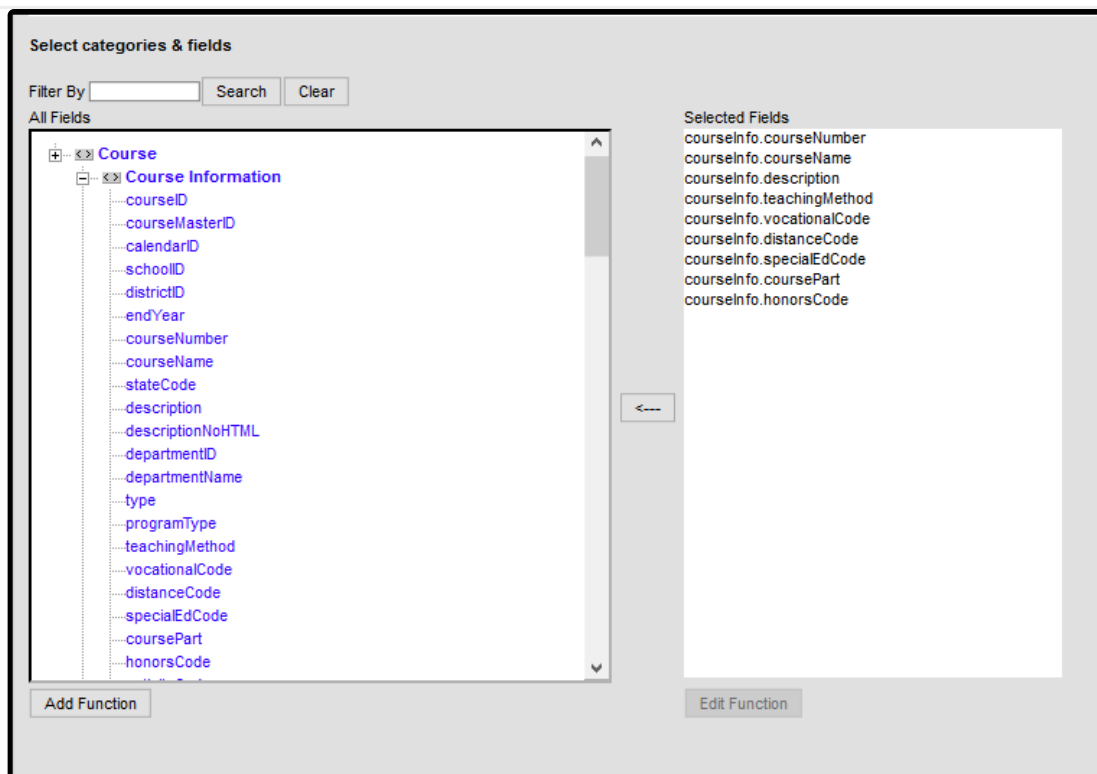 Select categories & fields
Filter By
Search
Clear
All Fields
Course
Course Information
courseID
courseMasterID
calendarID
schoolID
districtID
endYear
courseNumber
courseName
stateCode
description
descriptionNoHTML
departmentID
departmentName
type
programType
teachingMethod
vocationalCode
distanceCode
specialEdCode
coursePart
honorsCode
Add Function
<---
Selected Fields
courseInfo.courseNumber
courseInfo.courseName
courseInfo.description
courseInfo.teachingMethod
courseInfo.vocationalCode
courseInfo.distanceCode
courseInfo.specialEdCode
courseInfo.coursePart
courseInfo.honorsCode
Edit Function